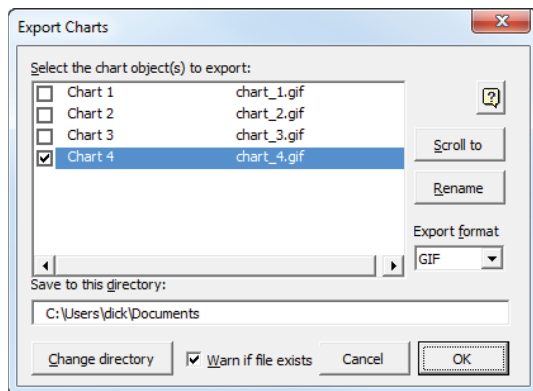 Export Charts
Select the chart object(s) to export:
Chart 1 chart_1.gif
Chart 2 chart_2.gif
Chart 3 chart_3.gif
Chart 4 chart_4.gif
?
Scroll to
Rename
Export format
GIF
Save to this directory:
C:\Users\dick\Documents
Change directory
Warn if file exists
Cancel
OK